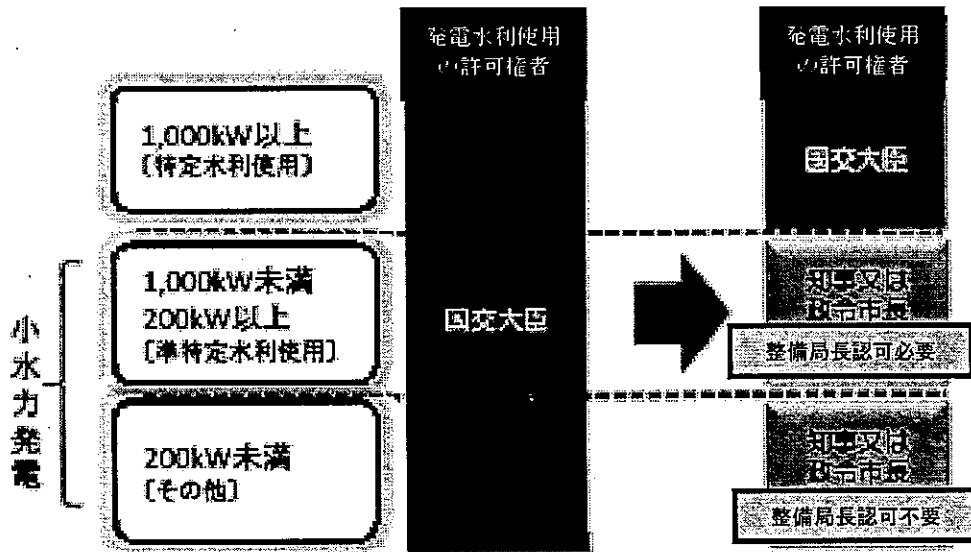 発電水利使用
の許可権者
発電水利使用
の許可権者
1,000kW以上
〔特定水利使用〕
国交大臣
小水力発電
1,000kW未満
200kW以上
〔準特定水利使用〕
国交大臣
知事又は
政令市長
整備局長認可必要
200kW未満
〔その他〕
知事又は
政令市長
整備局長認可不要